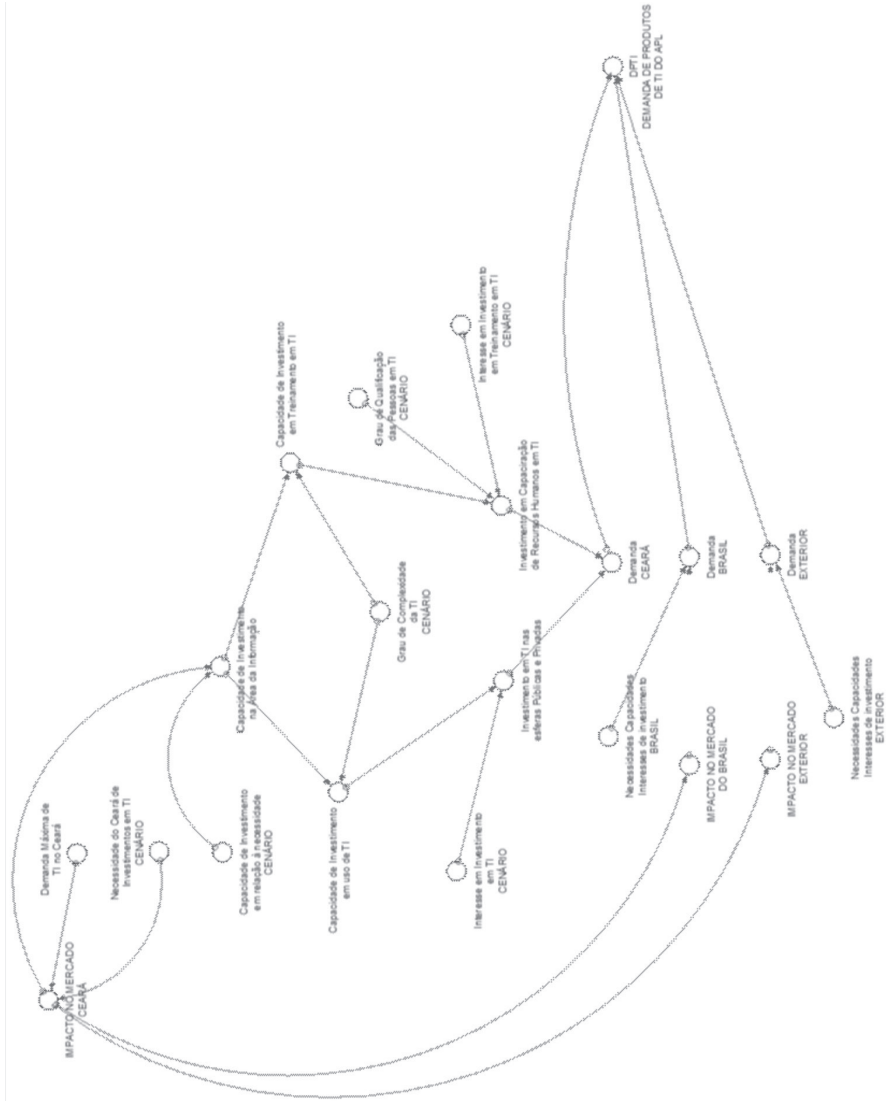 Demanda Máxima de
TI no Ceará
Necessidade do Ceará de
Investimentos em TI
CENÁRIO
IMPACTO NO MERCADO
CEARÁ
Capacidade de Investimento
na Área da Informação
Capacidade de Investimento
em relação à necessidade
CENÁRIO
Capacidade de Investimento
em Treinamento em TI
Capacidade de Investimento
em uso de TI
Grau de Complexidade
da TI
CENÁRIO
Grau de Qualificação
das Pessoas em TI
CENÁRIO
Interesse em Investimento
em Treinamento em TI
CENÁRIO
Interesse em Investimento
em TI
CENÁRIO
Investimento em TI nas
esferas Públicas e Privadas
Investimento em Capaciração
de Recursos Humanos em TI
Demanda
CEARÁ
Necessidades Capacidades
Interesses de investimento
BRASIL
Demanda
BRASIL
IMPACTO NO MERCADO
DO BRASIL
Demanda
EXTERIOR
IMPACTO NO MERCADO
EXTERIOR
Necessidades Capacidades
Interesses de investimento
EXTERIOR
DPTI
DEMANDA DE PRODUTOS
DE TI DO APL